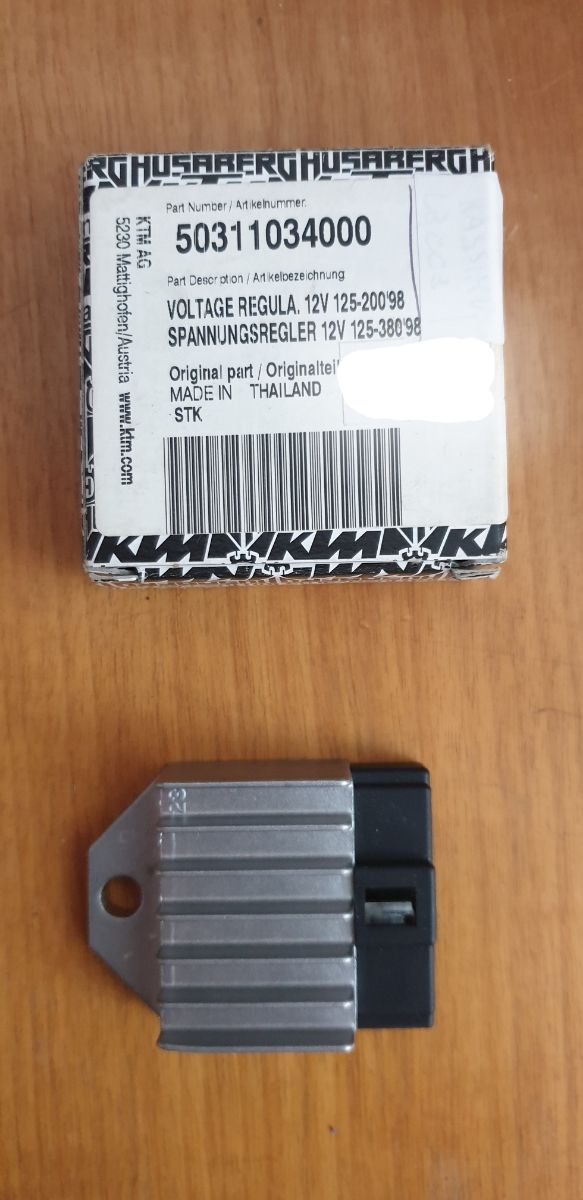 HUSABERG HUSABERG
Part Number / Artikelnummer.
50311034000
Part Description / Artikelbezeichnung
VOLTAGE REGULA. 12V 125-200'98
SPANNUNGSREGLER 12V 125-380'98
Original part / Originalteil
MADE IN THAILAND
STK
KTM AG
5230 Mattighofen/Austria www.ktm.com
KTM KTM K
23